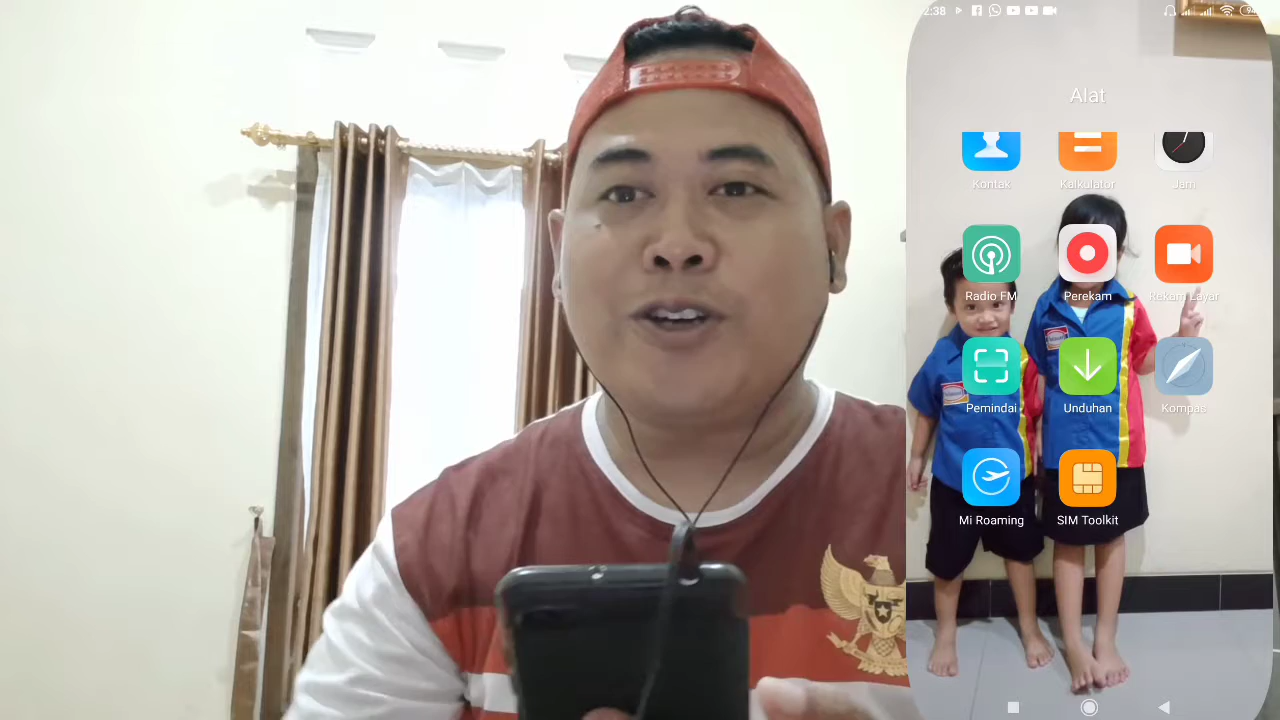 2:38
Alat
Kontak
Kalkulator
Jam
Radio FM
Perekam
Rekam Layar
Pemindai
Unduhan
Kompas
Mi Roaming
SIM Toolkit